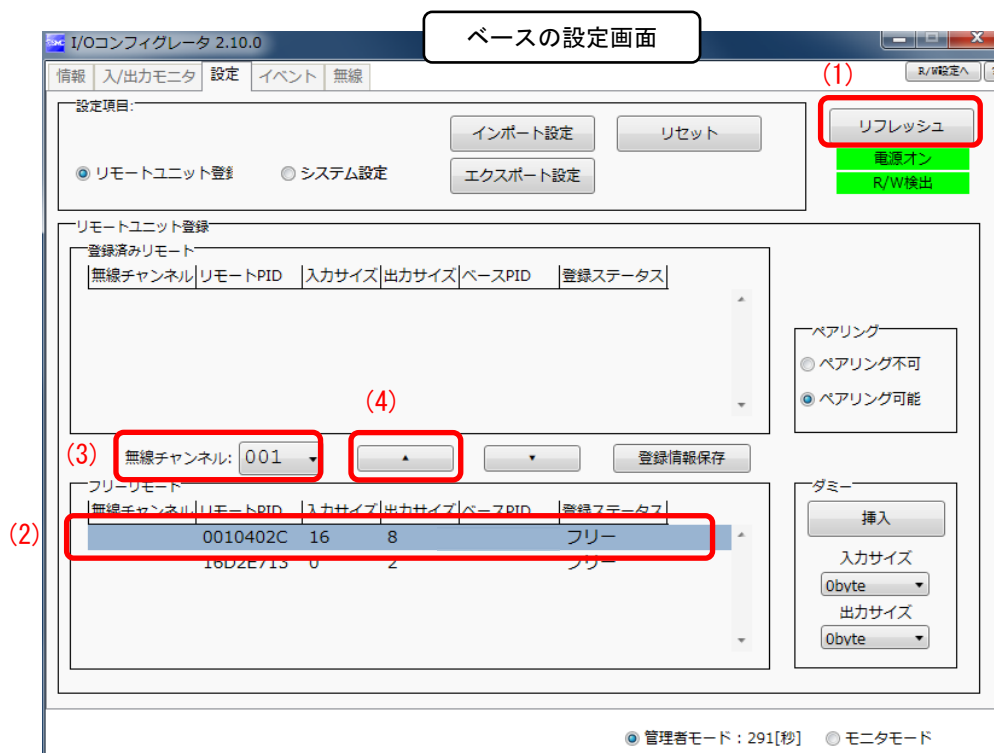 ベースの設定画面
I/Oコンフィグレータ 2.10.0
情報 入/出力モニタ 設定 イベント 無線
(1)
R/W設定へ
設定項目:
インポート設定 リセット
リフレッシュ
電源オン
リモートユニット登録 システム設定
エクスポート設定
R/W検出
リモートユニット登録
登録済みリモート
無線チャンネル リモートPID 入力サイズ 出力サイズ ベースPID 登録ステータス
ペアリング
ペアリング不可
ペアリング可能
(4)
(3) 無線チャンネル: 001 ▲ ▼ 登録情報保存
フリーリモート
無線チャンネル リモートPID 入力サイズ 出力サイズ ベースPID 登録ステータス
(2) 0010402C 16 8 フリー
16D2E713 0 2 フリー
ダミー
挿入
入力サイズ
0byte
出力サイズ
0byte
管理者モード:291[秒] モニタモード